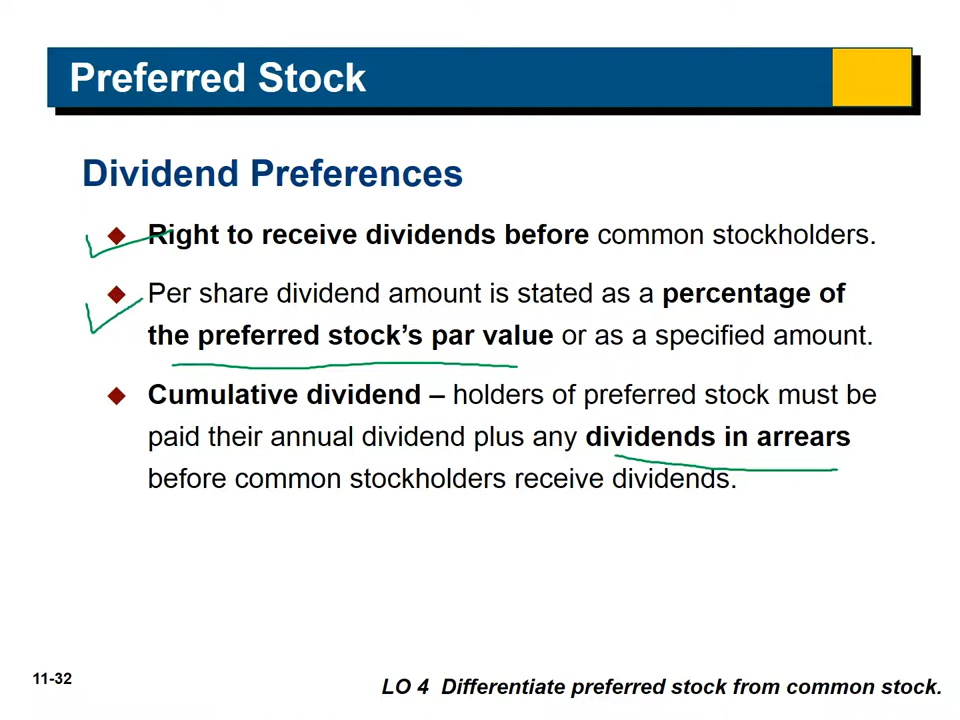 Preferred Stock
Dividend Preferences
Right to receive dividends before common stockholders.
Per share dividend amount is stated as a percentage of
the preferred stock's par value or as a specified amount.
Cumulative dividend – holders of preferred stock must be
paid their annual dividend plus any dividends in arrears
before common stockholders receive dividends.
11-32
LO 4 Differentiate preferred stock from common stock.